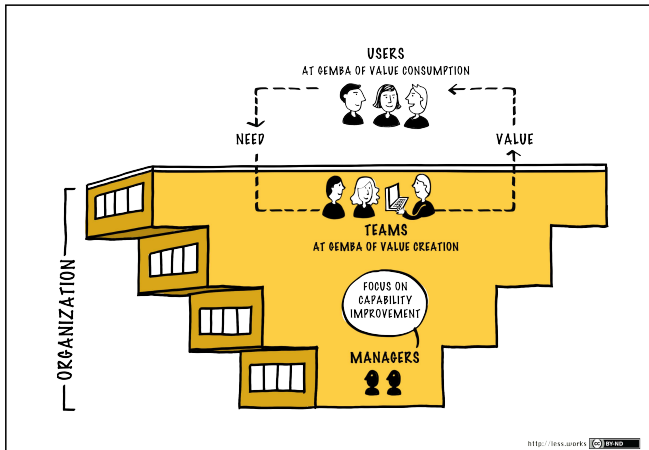 USERS
AT GEMBA OF VALUE CONSUMPTION
NEED
VALUE
TEAMS
AT GEMBA OF VALUE CREATION
ORGANIZATION
FOCUS ON
CAPABILITY
IMPROVEMENT
MANAGERS
http://less.works cc BY-ND